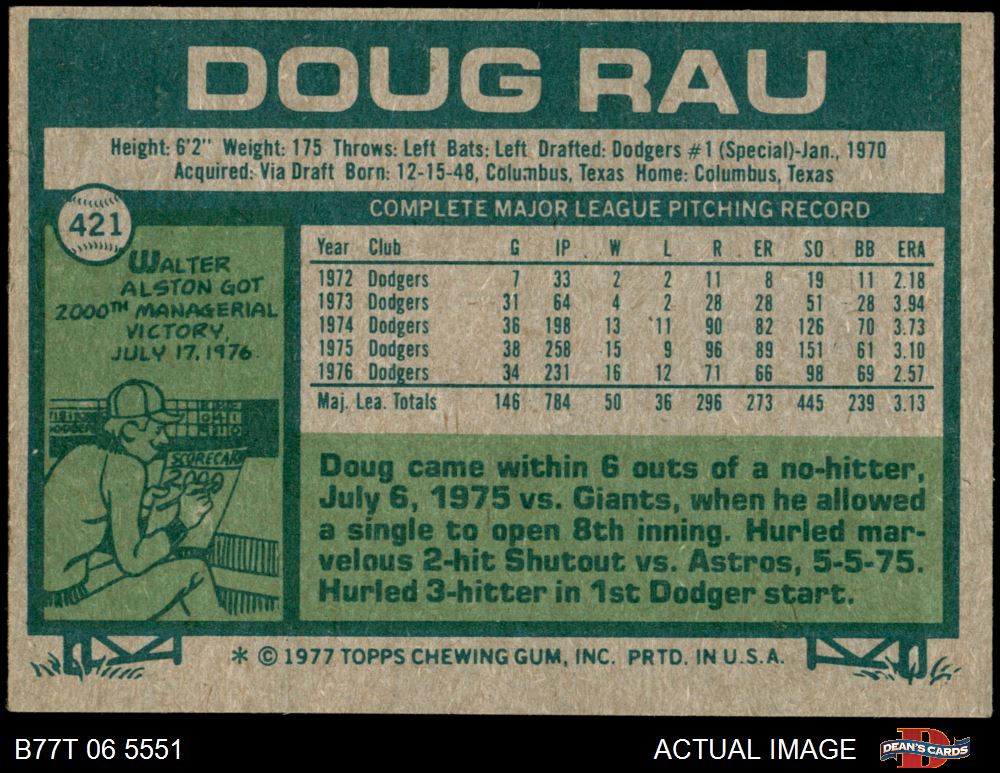 DOUG RAU
Height: 6'2" Weight: 175 Throws: Left Bats: Left Drafted: Dodgers #1 (Special)-Jan., 1970
Acquired: Via Draft Born: 12-15-48, Columbus, Texas Home: Columbus, Texas
421
WALTER
ALSTON GOT
2000TH MANAGERIAL
VICTORY,
JULY 17, 1976.
SCORECARD
2000
COMPLETE MAJOR LEAGUE PITCHING RECORD
Year Club G IP W L R ER SO BB ERA
1972 Dodgers 7 33 2 2 11 8 19 11 2.18
1973 Dodgers 31 64 4 2 28 28 51 28 3.94
1974 Dodgers 36 198 13 11 90 82 126 70 3.73
1975 Dodgers 38 258 15 9 96 89 151 61 3.10
1976 Dodgers 34 231 16 12 71 66 98 69 2.57
Maj. Lea. Totals 146 784 50 36 296 273 445 239 3.13
Doug came within 6 outs of a no-hitter,
July 6, 1975 vs. Giants, when he allowed
a single to open 8th inning. Hurled mar-
velous 2-hit Shutout vs. Astros, 5-5-75.
Hurled 3-hitter in 1st Dodger start.
* © 1977 TOPPS CHEWING GUM, INC. PRTD. IN U.S.A.
B77T 06 5551
ACTUAL IMAGE
DEAN'S CARDS